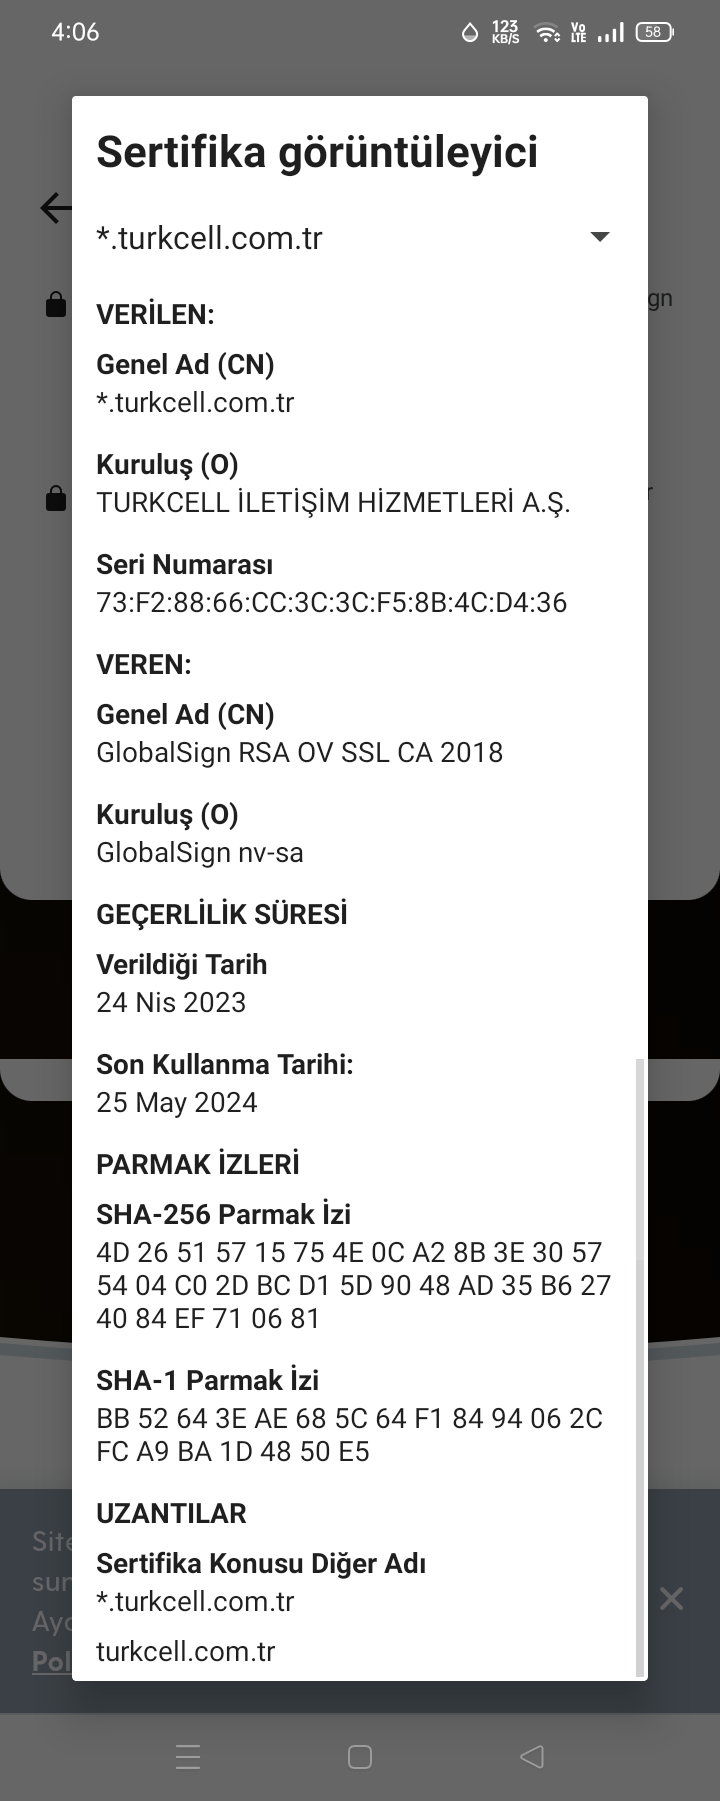 4:06
123
KB/S
Vo
LTE
58
Sertifika görüntüleyici
*.turkcell.com.tr
gn
r
VERİLEN:
Genel Ad (CN)
*.turkcell.com.tr
Kuruluş (O)
TURKCELL İLETİŞİM HİZMETLERİ A.Ş.
Seri Numarası
73:F2:88:66:CC:3C:3C:F5:8B:4C:D4:36
VEREN:
Genel Ad (CN)
GlobalSign RSA OV SSL CA 2018
Kuruluş (O)
GlobalSign nv-sa
GEÇERLİLİK SÜRESİ
Verildiği Tarih
24 Nis 2023
Son Kullanma Tarihi:
25 May 2024
PARMAK İZLERİ
SHA-256 Parmak İzi
4D 26 51 57 15 75 4E 0C A2 8B 3E 30 57
54 04 C0 2D BC D1 5D 90 48 AD 35 B6 27
40 84 EF 71 06 81
SHA-1 Parmak İzi
BB 52 64 3E AE 68 5C 64 F1 84 94 06 2C
FC A9 BA 1D 48 50 E5
UZANTILAR
Sertifika Konusu Diğer Adı
*.turkcell.com.tr
turkcell.com.tr
Site
sun
Pol